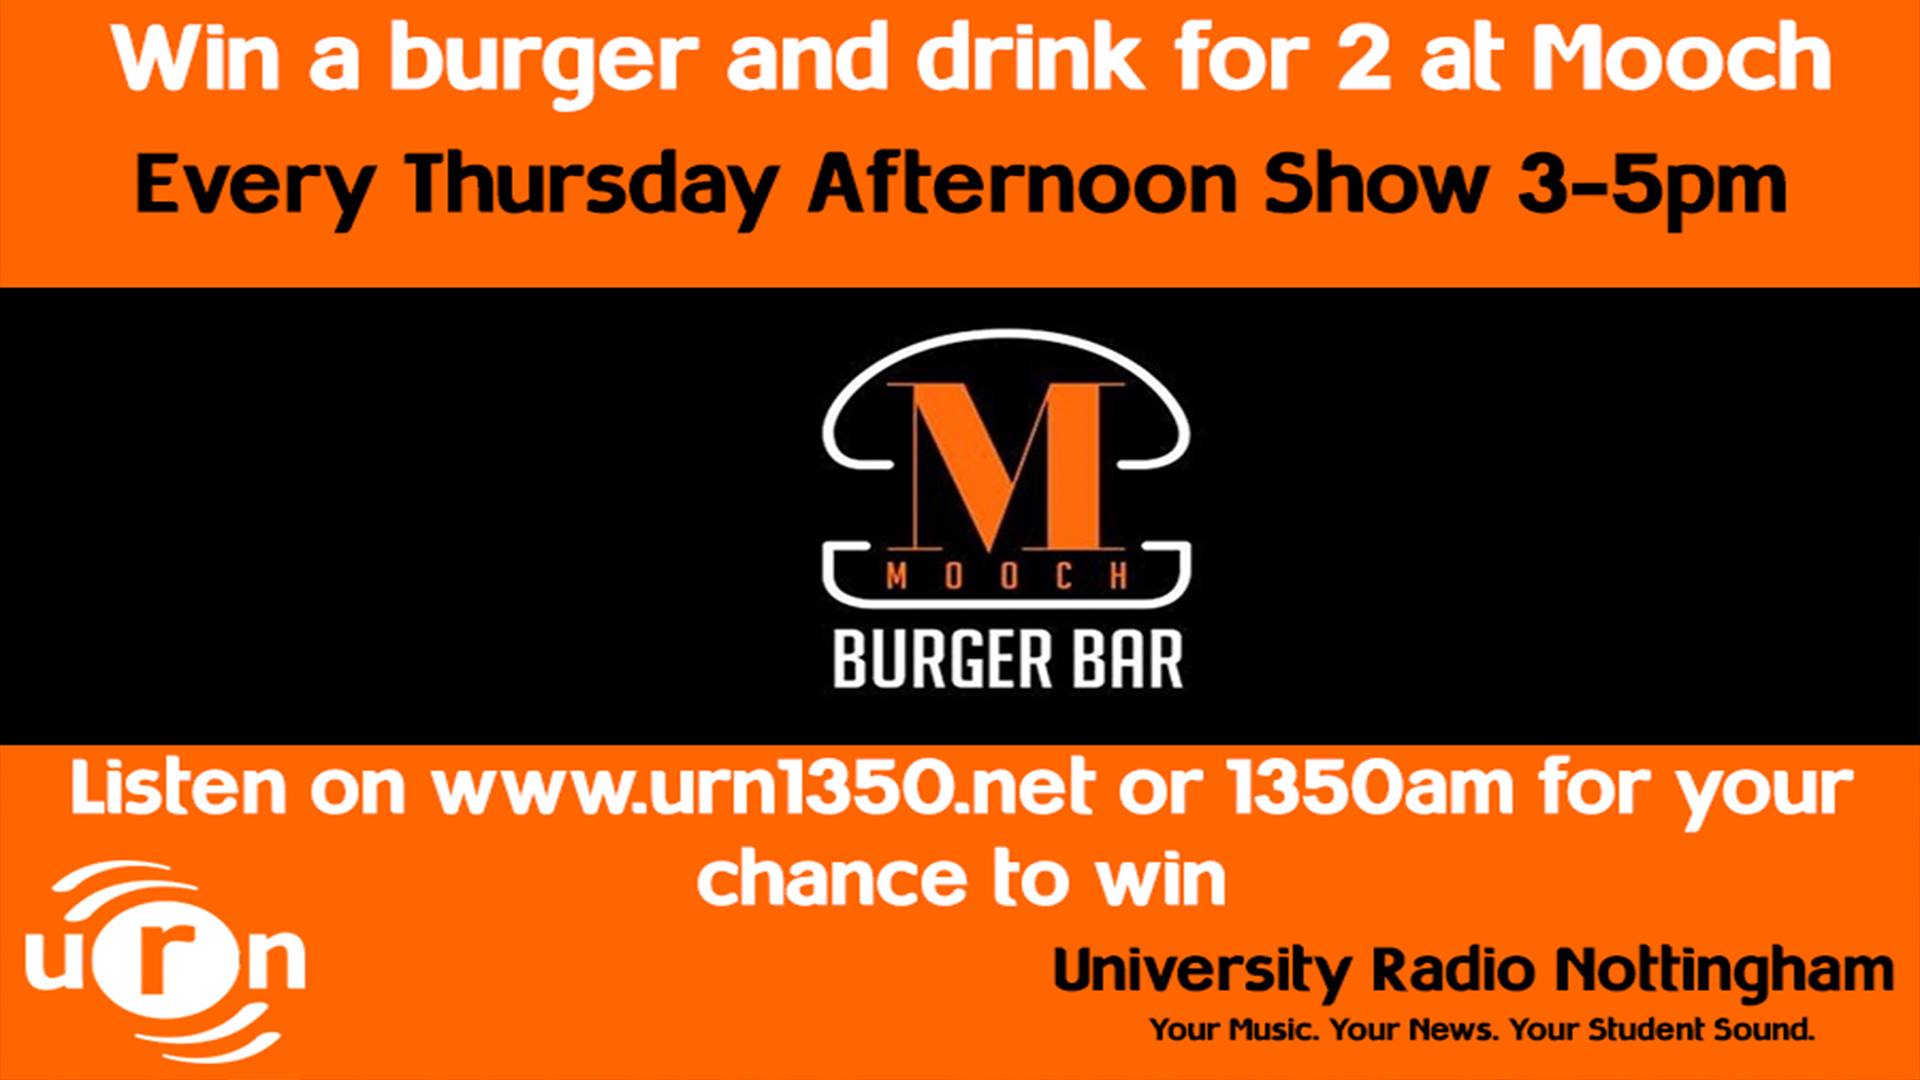 Win a burger and drink for 2 at Mooch
Every Thursday Afternoon Show 3-5pm
M
MOOCH
BURGER BAR
Listen on www.urn1350.net or 1350am for your
chance to win
urn
University Radio Nottingham
Your Music. Your News. Your Student Sound.